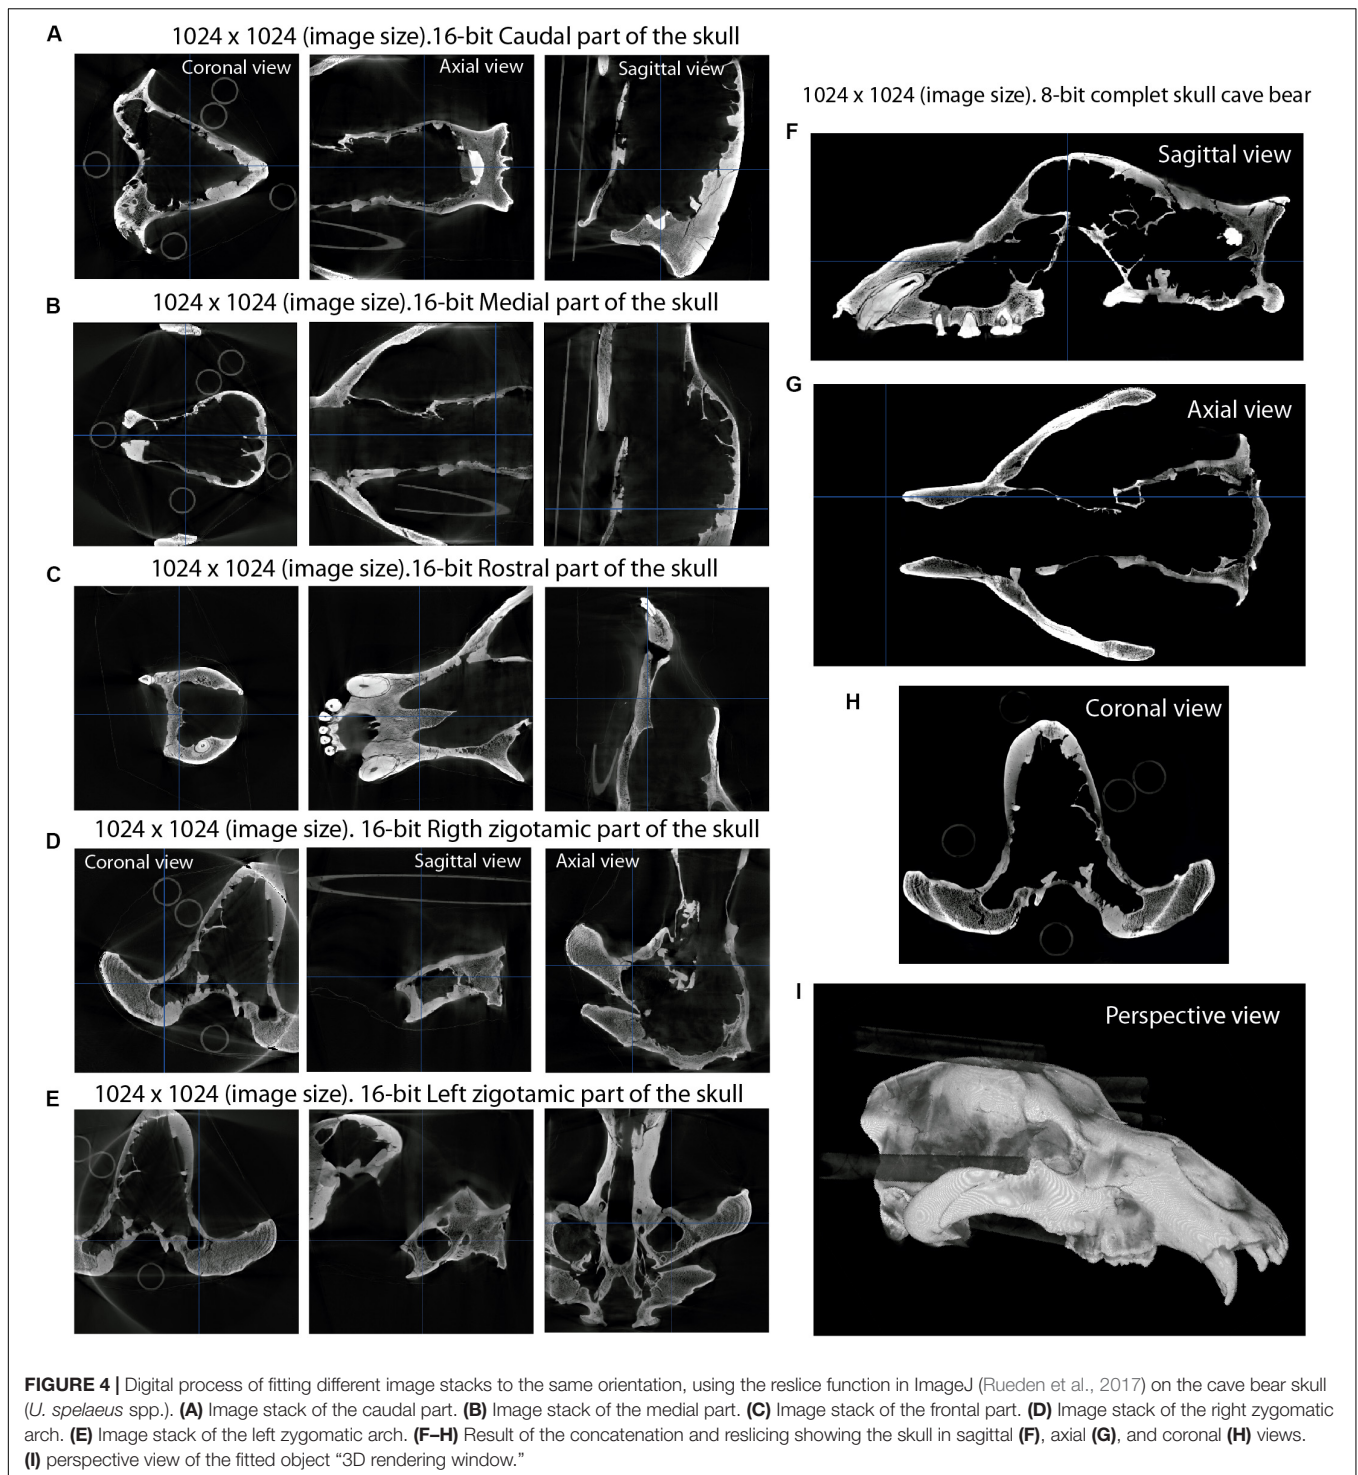 A
1024 x 1024 (image size).16-bit Caudal part of the skull
Coronal view
Axial view
Sagittal view
B
1024 x 1024 (image size).16-bit Medial part of the skull
C
1024 x 1024 (image size).16-bit Rostral part of the skull
D
1024 x 1024 (image size). 16-bit Rigth zigotamic part of the skull
Coronal view
Sagittal view
Axial view
E
1024 x 1024 (image size). 16-bit Left zigotamic part of the skull
1024 x 1024 (image size). 8-bit complet skull cave bear
F
Sagittal view
G
Axial view
H
Coronal view
I
Perspective view
FIGURE 4 | Digital process of fitting different image stacks to the same orientation, using the reslice function in ImageJ (Rueden et al., 2017) on the cave bear skull
(U. spelaeus spp.). (A) Image stack of the caudal part. (B) Image stack of the medial part. (C) Image stack of the frontal part. (D) Image stack of the right zygomatic
arch. (E) Image stack of the left zygomatic arch. (F–H) Result of the concatenation and reslicing showing the skull in sagittal (F), axial (G), and coronal (H) views.
(I) perspective view of the fitted object “3D rendering window.”